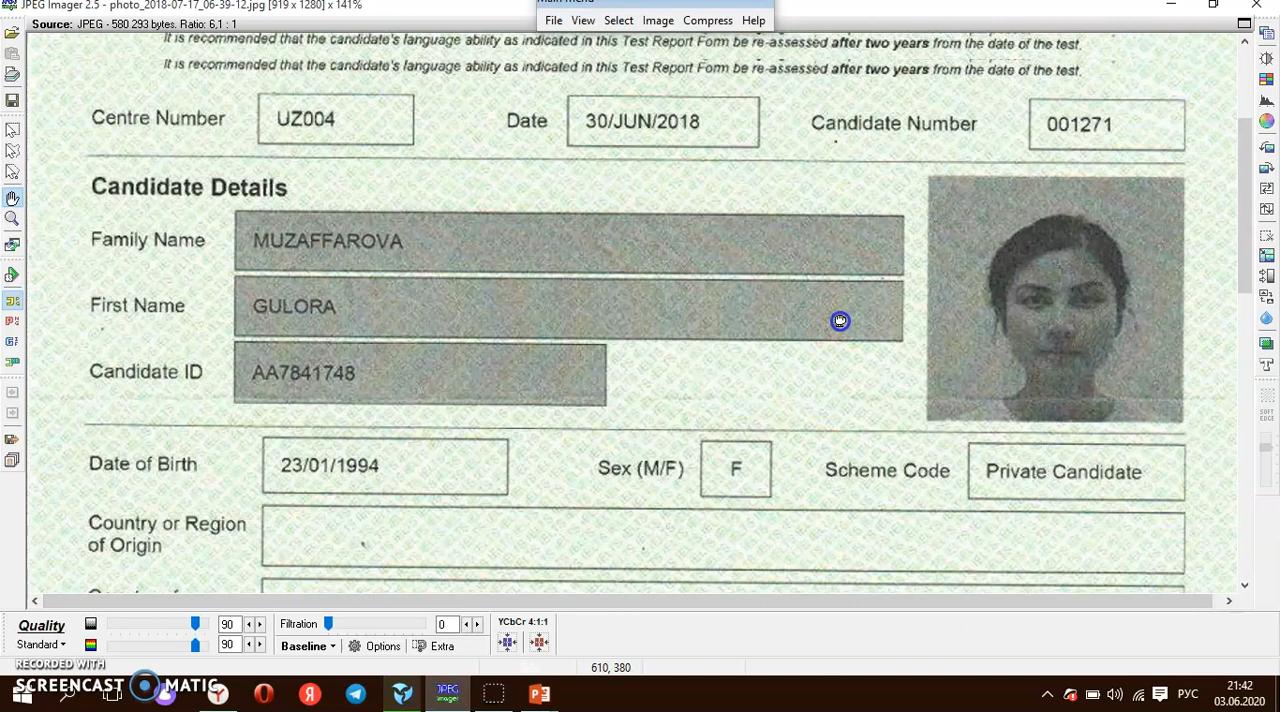 JPEG Imager 2.5 - photo_2018-07-17_06-39-12.jpg [919 x 1280] x 141%
Main menu
Source: JPEG - 580 293 bytes. Ratio: 6,1 : 1
File View Select Image Compress Help
It is recommended that the candidate's language ability as indicated in this Test Report Form be re-assessed after two years from the date of the test.
It is recommended that the candidate's language ability as indicated in this Test Report Form be re-assessed after two years from the date of the test.
Centre Number UZ004 Date 30/JUN/2018 Candidate Number 001271
Candidate Details
Family Name MUZAFFAROVA
First Name GULORA
Candidate ID AA7841748
Date of Birth 23/01/1994 Sex (M/F) F Scheme Code Private Candidate
Country or Region
of Origin
SOFT
EDGE
Quality 90 Filtration 0 YCbCr 4:1:1
Standard 90 Baseline Options Extra
RECORDED WITH
SCREENCAST MATIC
610, 380
JPEG
imager
РУС
21:42
03.06.2020